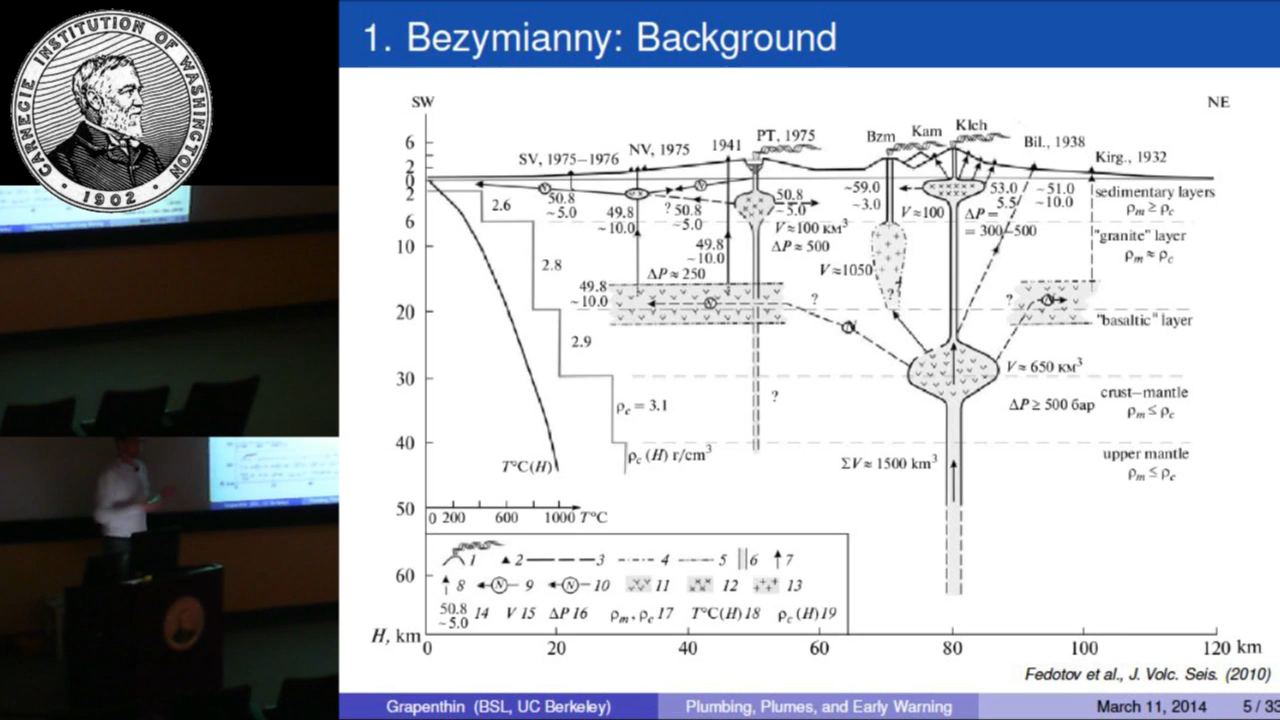 CARNEGIE INSTITUTION OF WASHINGTON
• 1902 •
1. Bezymianny: Background
SW
NE
6
4
2
0
2
6
10
20
30
40
50
60
H, km
SV, 1975–1976
NV, 1975
1941
PT, 1975
Bzm
Kam
Klch
Bil., 1938
Kirg., 1932
2.6
2.8
2.9
ρc = 3.1
ρc (H) г/cm³
T°C(H)
N
50.8
~5.0
49.8
~10.0
N
? 50.8
~5.0
49.8
~10.0
50.8
~5.0
V≈100 км³
ΔP ≈ 500
ΔP≈ 250
49.8
~10.0
N
?
N
?
~59.0
~3.0
V≈100
53.0
5.5
ΔP =
= 300–500
~51.0
~10.0
V≈1050
?
?
N
V≈ 650 км³
ΔP≥ 500 бар
ΣV≈ 1500 km³
sedimentary layers
ρm ≥ ρc
"granite" layer
ρm ≈ ρc
"basaltic" layer
crust–mantle
ρm ≤ ρc
upper mantle
ρm ≤ ρc
0 200 600 1000 T°C
1 2 3 4 5 6 7
8 N 9 N 10 11 12 13
50.8
~5.0 14 V 15 ΔP 16 ρm, ρc 17 T°C(H) 18 ρc (H) 19
0 20 40 60 80 100 120 km
Fedotov et al., J. Volc. Seis. (2010)
Grapenthin (BSL, UC Berkeley) Plumbing, Plumes, and Early Warning March 11, 2014 5 / 33